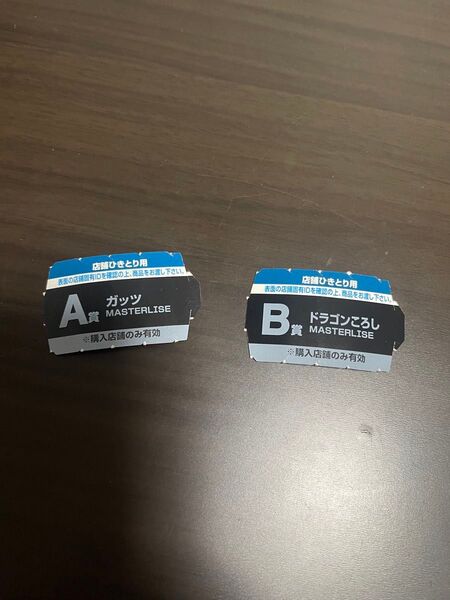 店舗ひきとり用
表面の店舗固有IDを確認の上、商品をお渡し下さい。
A賞 ガッツ
MASTERLISE
※購入店舗のみ有効
店舗ひきとり用
表面の店舗固有IDを確認の上、商品をお渡し下さい。
B賞 ドラゴンころし
MASTERLISE
※購入店舗のみ有効